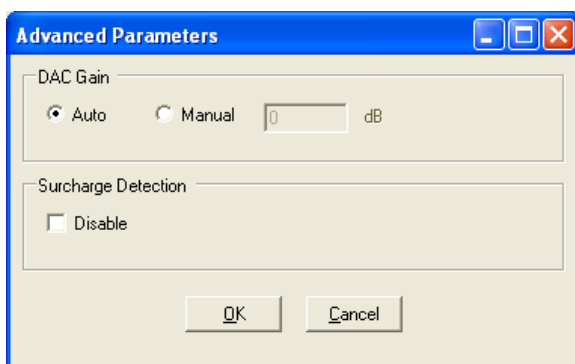 Advanced Parameters
DAC Gain
Auto Manual 0 dB
Surcharge Detection
Disable
OK Cancel